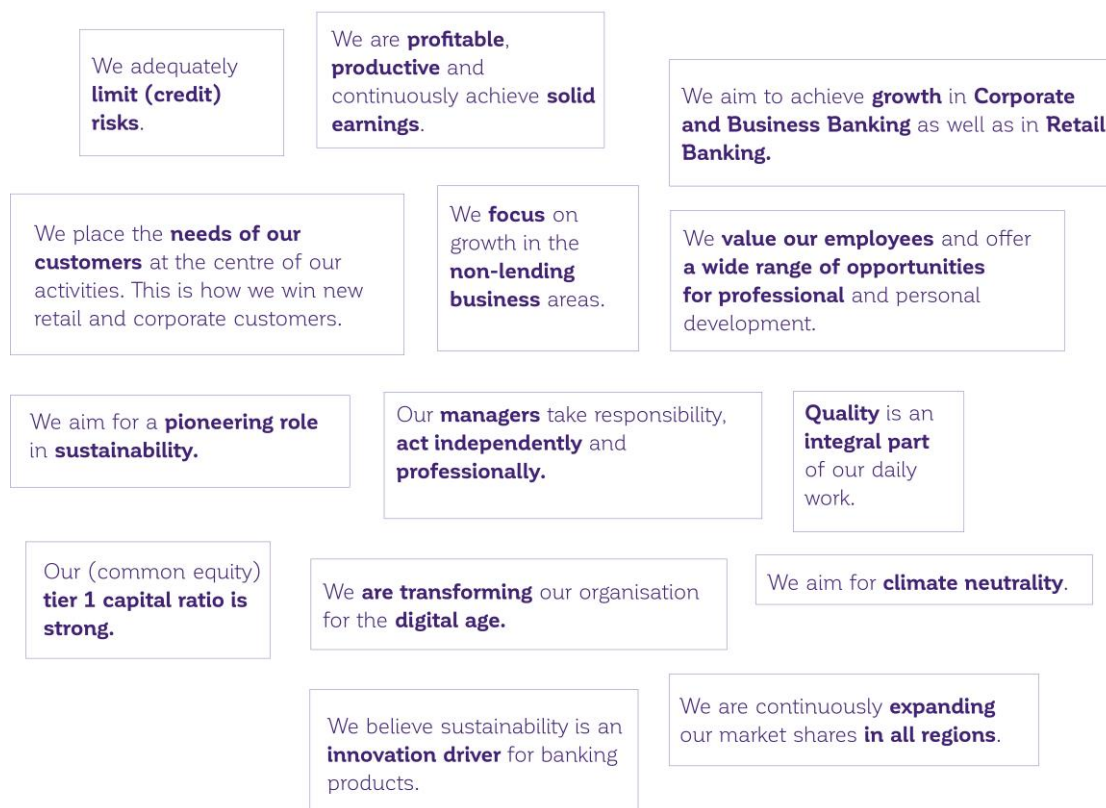 We adequately
limit (credit)
risks.
We are profitable,
productive and
continuously achieve solid
earnings.
We aim to achieve growth in Corporate
and Business Banking as well as in Retail
Banking.
We place the needs of our
customers at the centre of our
activities. This is how we win new
retail and corporate customers.
We focus on
growth in the
non-lending
business areas.
We value our employees and offer
a wide range of opportunities
for professional and personal
development.
We aim for a pioneering role
in sustainability.
Our managers take responsibility,
act independently and
professionally.
Quality is an
integral part
of our daily
work.
Our (common equity)
tier 1 capital ratio is
strong.
We are transforming our organisation
for the digital age.
We aim for climate neutrality.
We believe sustainability is an
innovation driver for banking
products.
We are continuously expanding
our market shares in all regions.